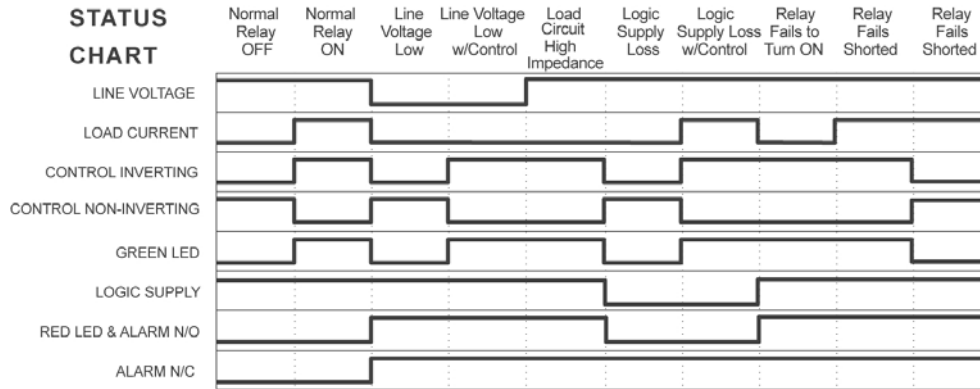 STATUS
CHART
Normal
Relay
OFF
Normal
Relay
ON
Line
Voltage
Low
Line Voltage
Low
w/Control
Load
Circuit
High
Impedance
Logic
Supply
Loss
Logic
Supply Loss
w/Control
Relay
Fails to
Turn ON
Relay
Fails
Shorted
Relay
Fails
Shorted
LINE VOLTAGE
LOAD CURRENT
CONTROL INVERTING
CONTROL NON-INVERTING
GREEN LED
LOGIC SUPPLY
RED LED & ALARM N/O
ALARM N/C